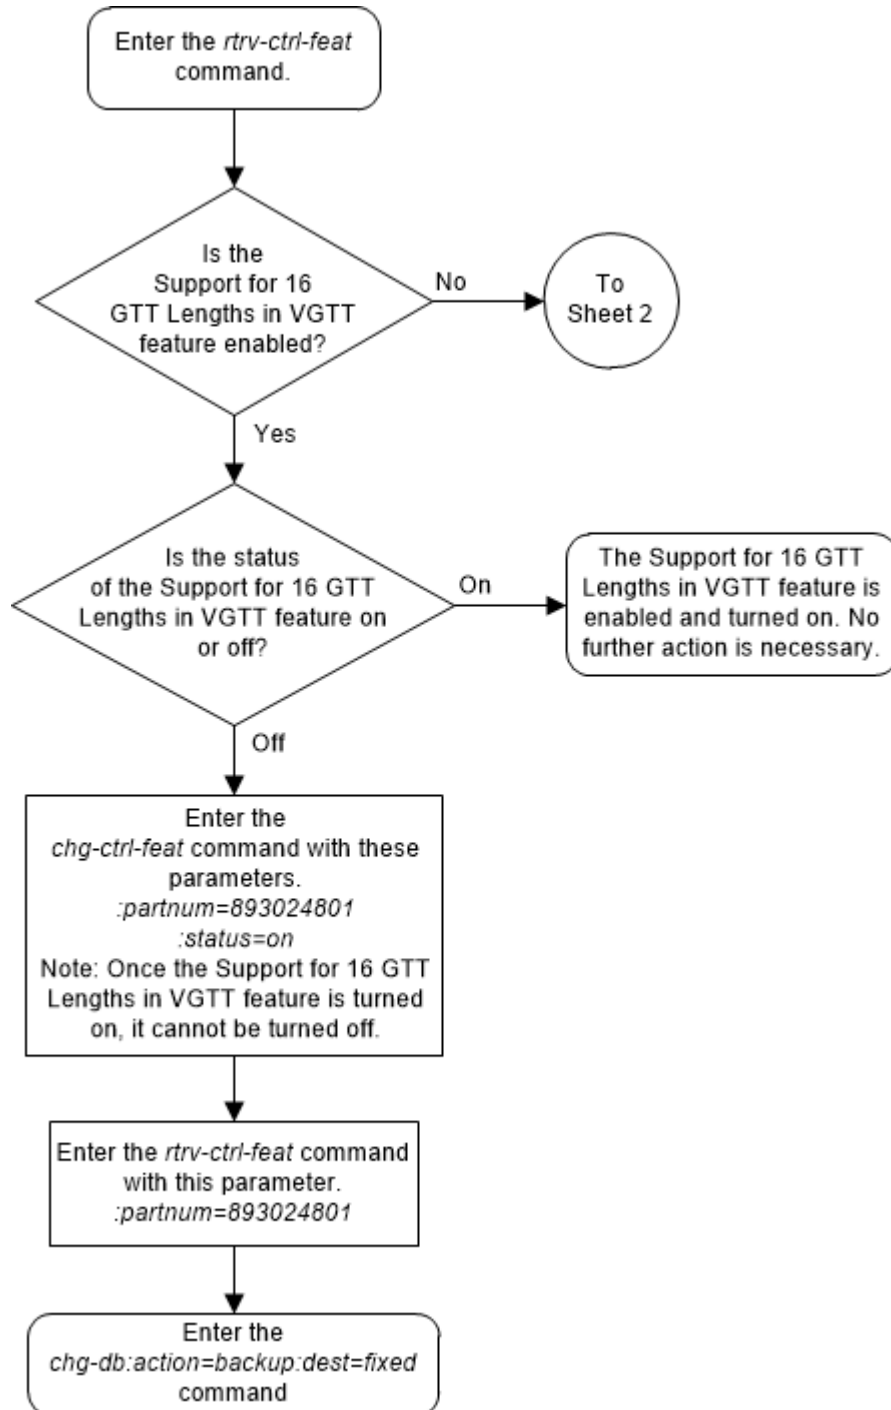 Enter the rtrv-ctrl-feat
command.
Is the
Support for 16
GTT Lengths in VGTT
feature enabled?
No
To
Sheet 2
Yes
Is the status
of the Support for 16 GTT
Lengths in VGTT feature on
or off?
On
The Support for 16 GTT
Lengths in VGTT feature is
enabled and turned on. No
further action is necessary.
Off
Enter the
chg-ctrl-feat command with these
parameters.
:partnum=893024801
:status=on
Note: Once the Support for 16 GTT
Lengths in VGTT feature is turned
on, it cannot be turned off.
Enter the rtrv-ctrl-feat command
with this parameter.
:partnum=893024801
Enter the
chg-db:action=backup:dest=fixed
command